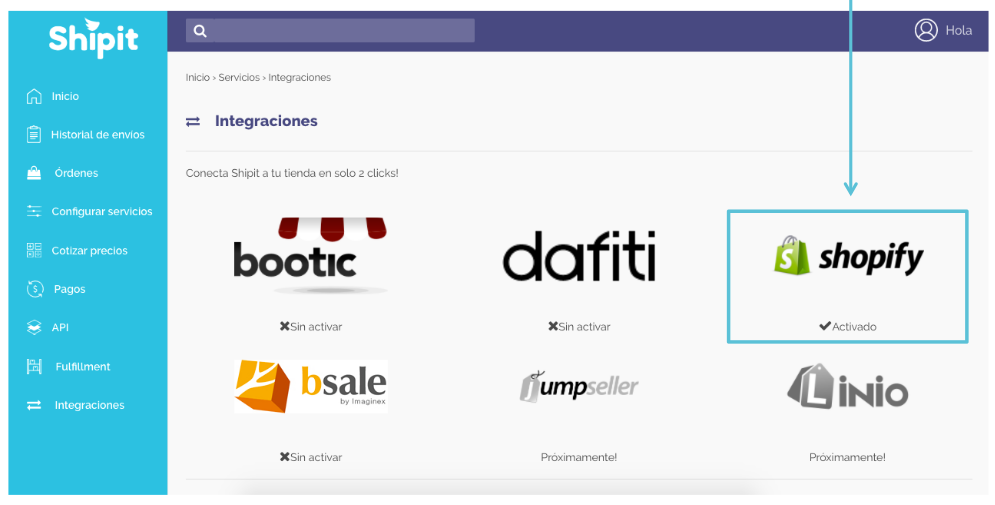 Shipit
Hola
Inicio
Historial de envíos
Órdenes
Configurar servicios
Cotizar precios
Pagos
API
Fulfillment
Integraciones
Inicio › Servicios › Integraciones
Integraciones
Conecta Shipit a tu tienda en solo 2 clicks!
bootic
dafiti
shopify
Sin activar
Sin activar
Activado
bsale
by Imaginex
Jumpseller
LINIO
Sin activar
Próximamente!
Próximamente!